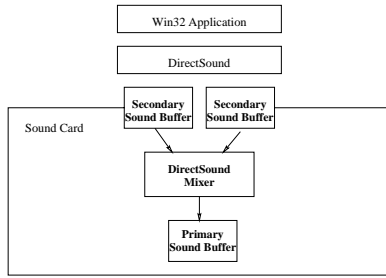 Win32 Application
DirectSound
Secondary
Sound Buffer
Secondary
Sound Buffer
Sound Card
DirectSound
Mixer
Primary
Sound Buffer